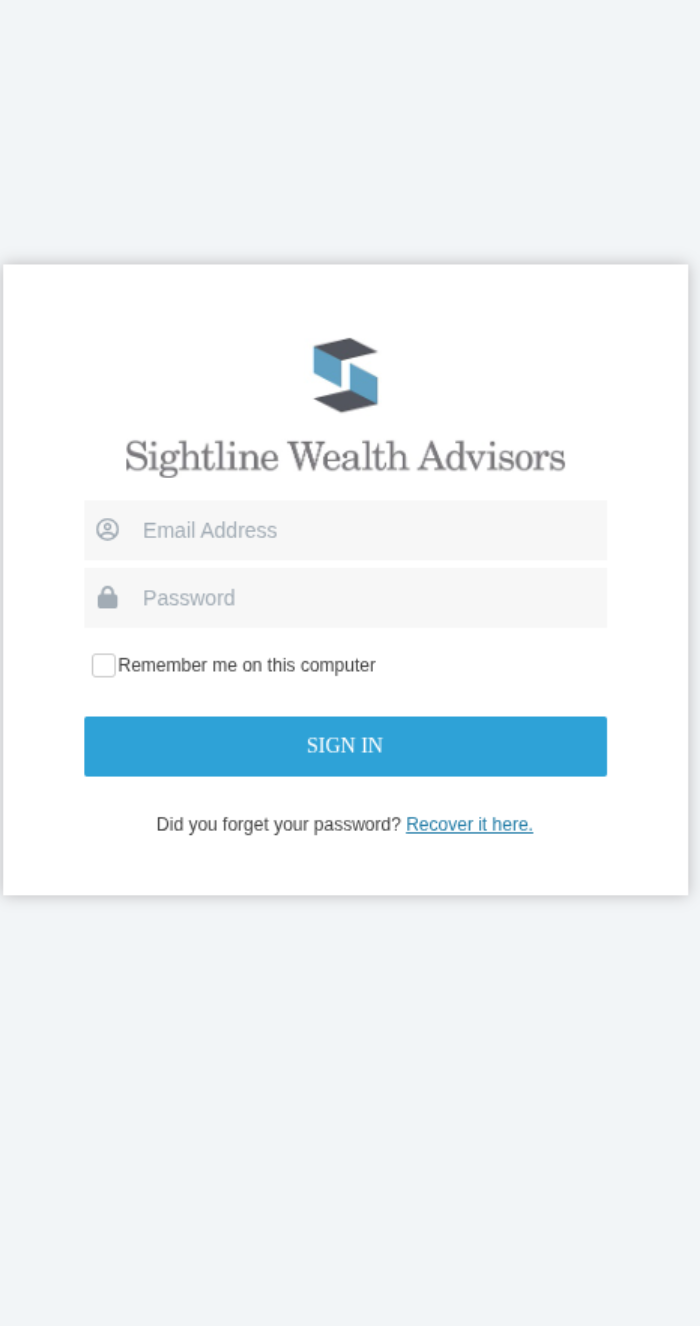 Sightline Wealth Advisors
Email Address
Password
Remember me on this computer
SIGN IN
Did you forget your password? Recover it here.